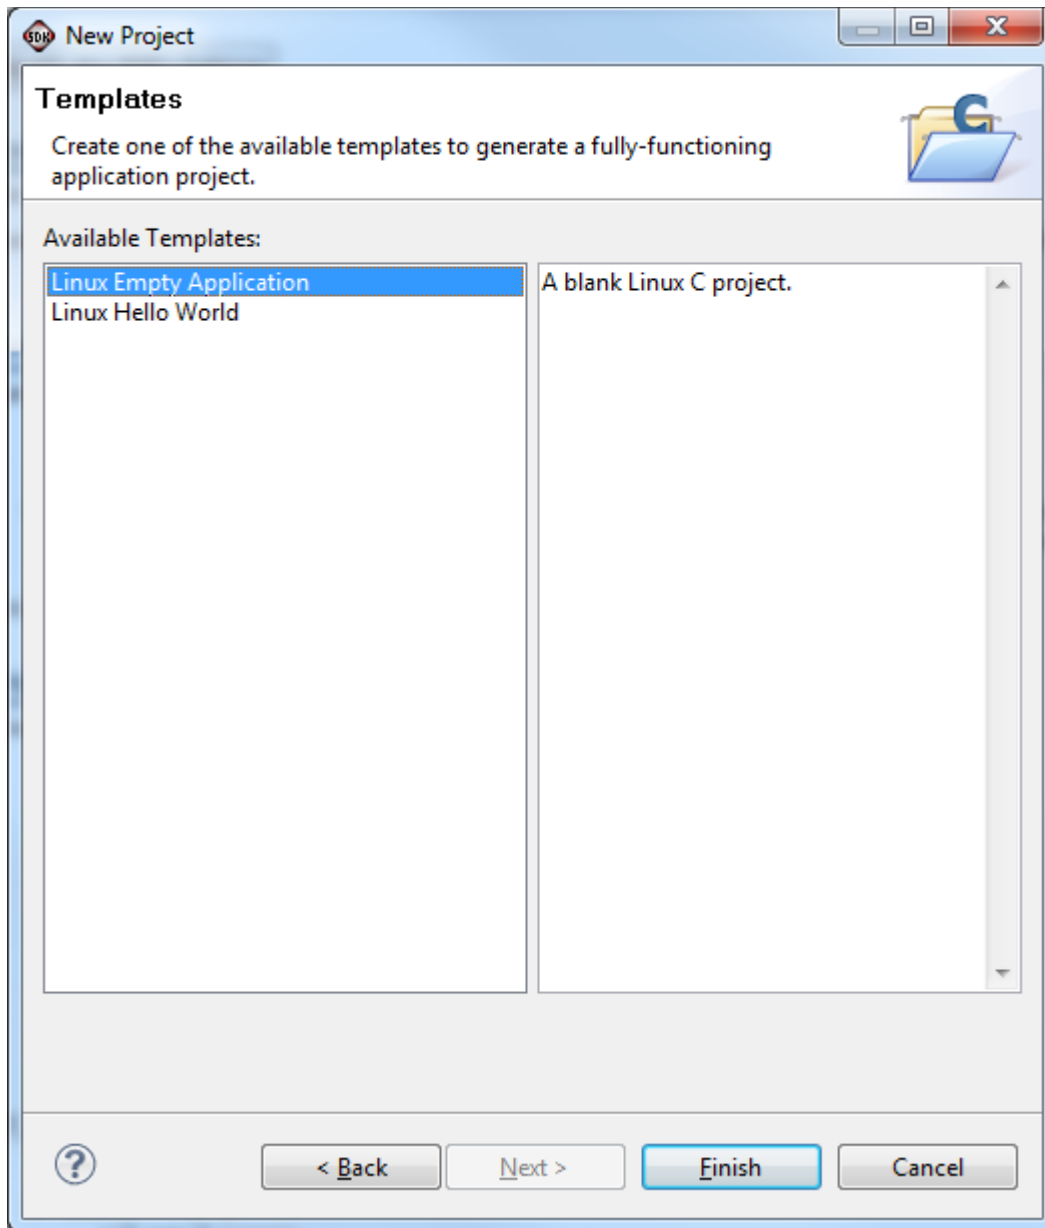 SDK New Project
Templates
Create one of the available templates to generate a fully-functioning
application project.
C
Available Templates:
Linux Empty Application
Linux Hello World
A blank Linux C project.
?
< Back
Next >
Finish
Cancel